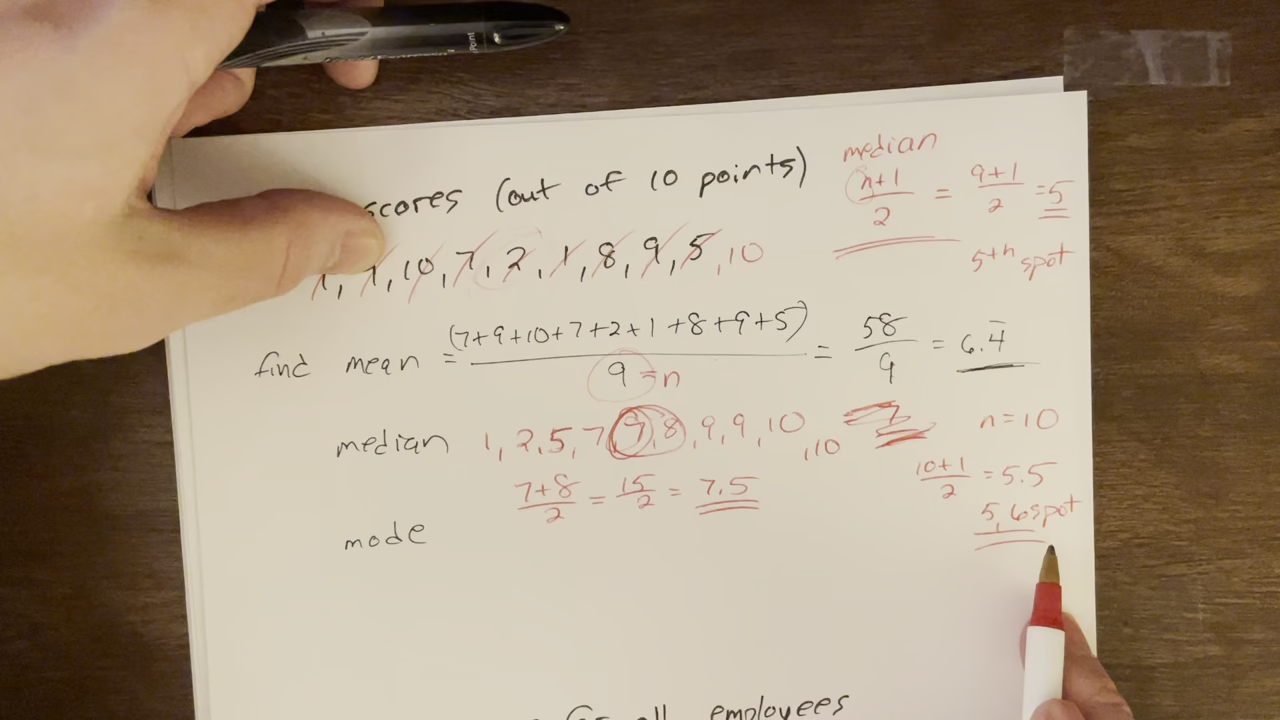 scores (out of 10 points)
10, 7, 2, 1, 8, 9, 5, 10
find mean = (7+9+10+7+2+1+8+9+5) / 9 = n = 58/9 = 6.4̅
median 1, 2, 5, 7, 7, 8, 9, 9, 10, 10
7+8/2 = 15/2 = 7.5
mode
median
n+1/2 = 9+1/2 = 5
5th spot
n=10
10+1/2 = 5.5
5, 6 spot
all employees